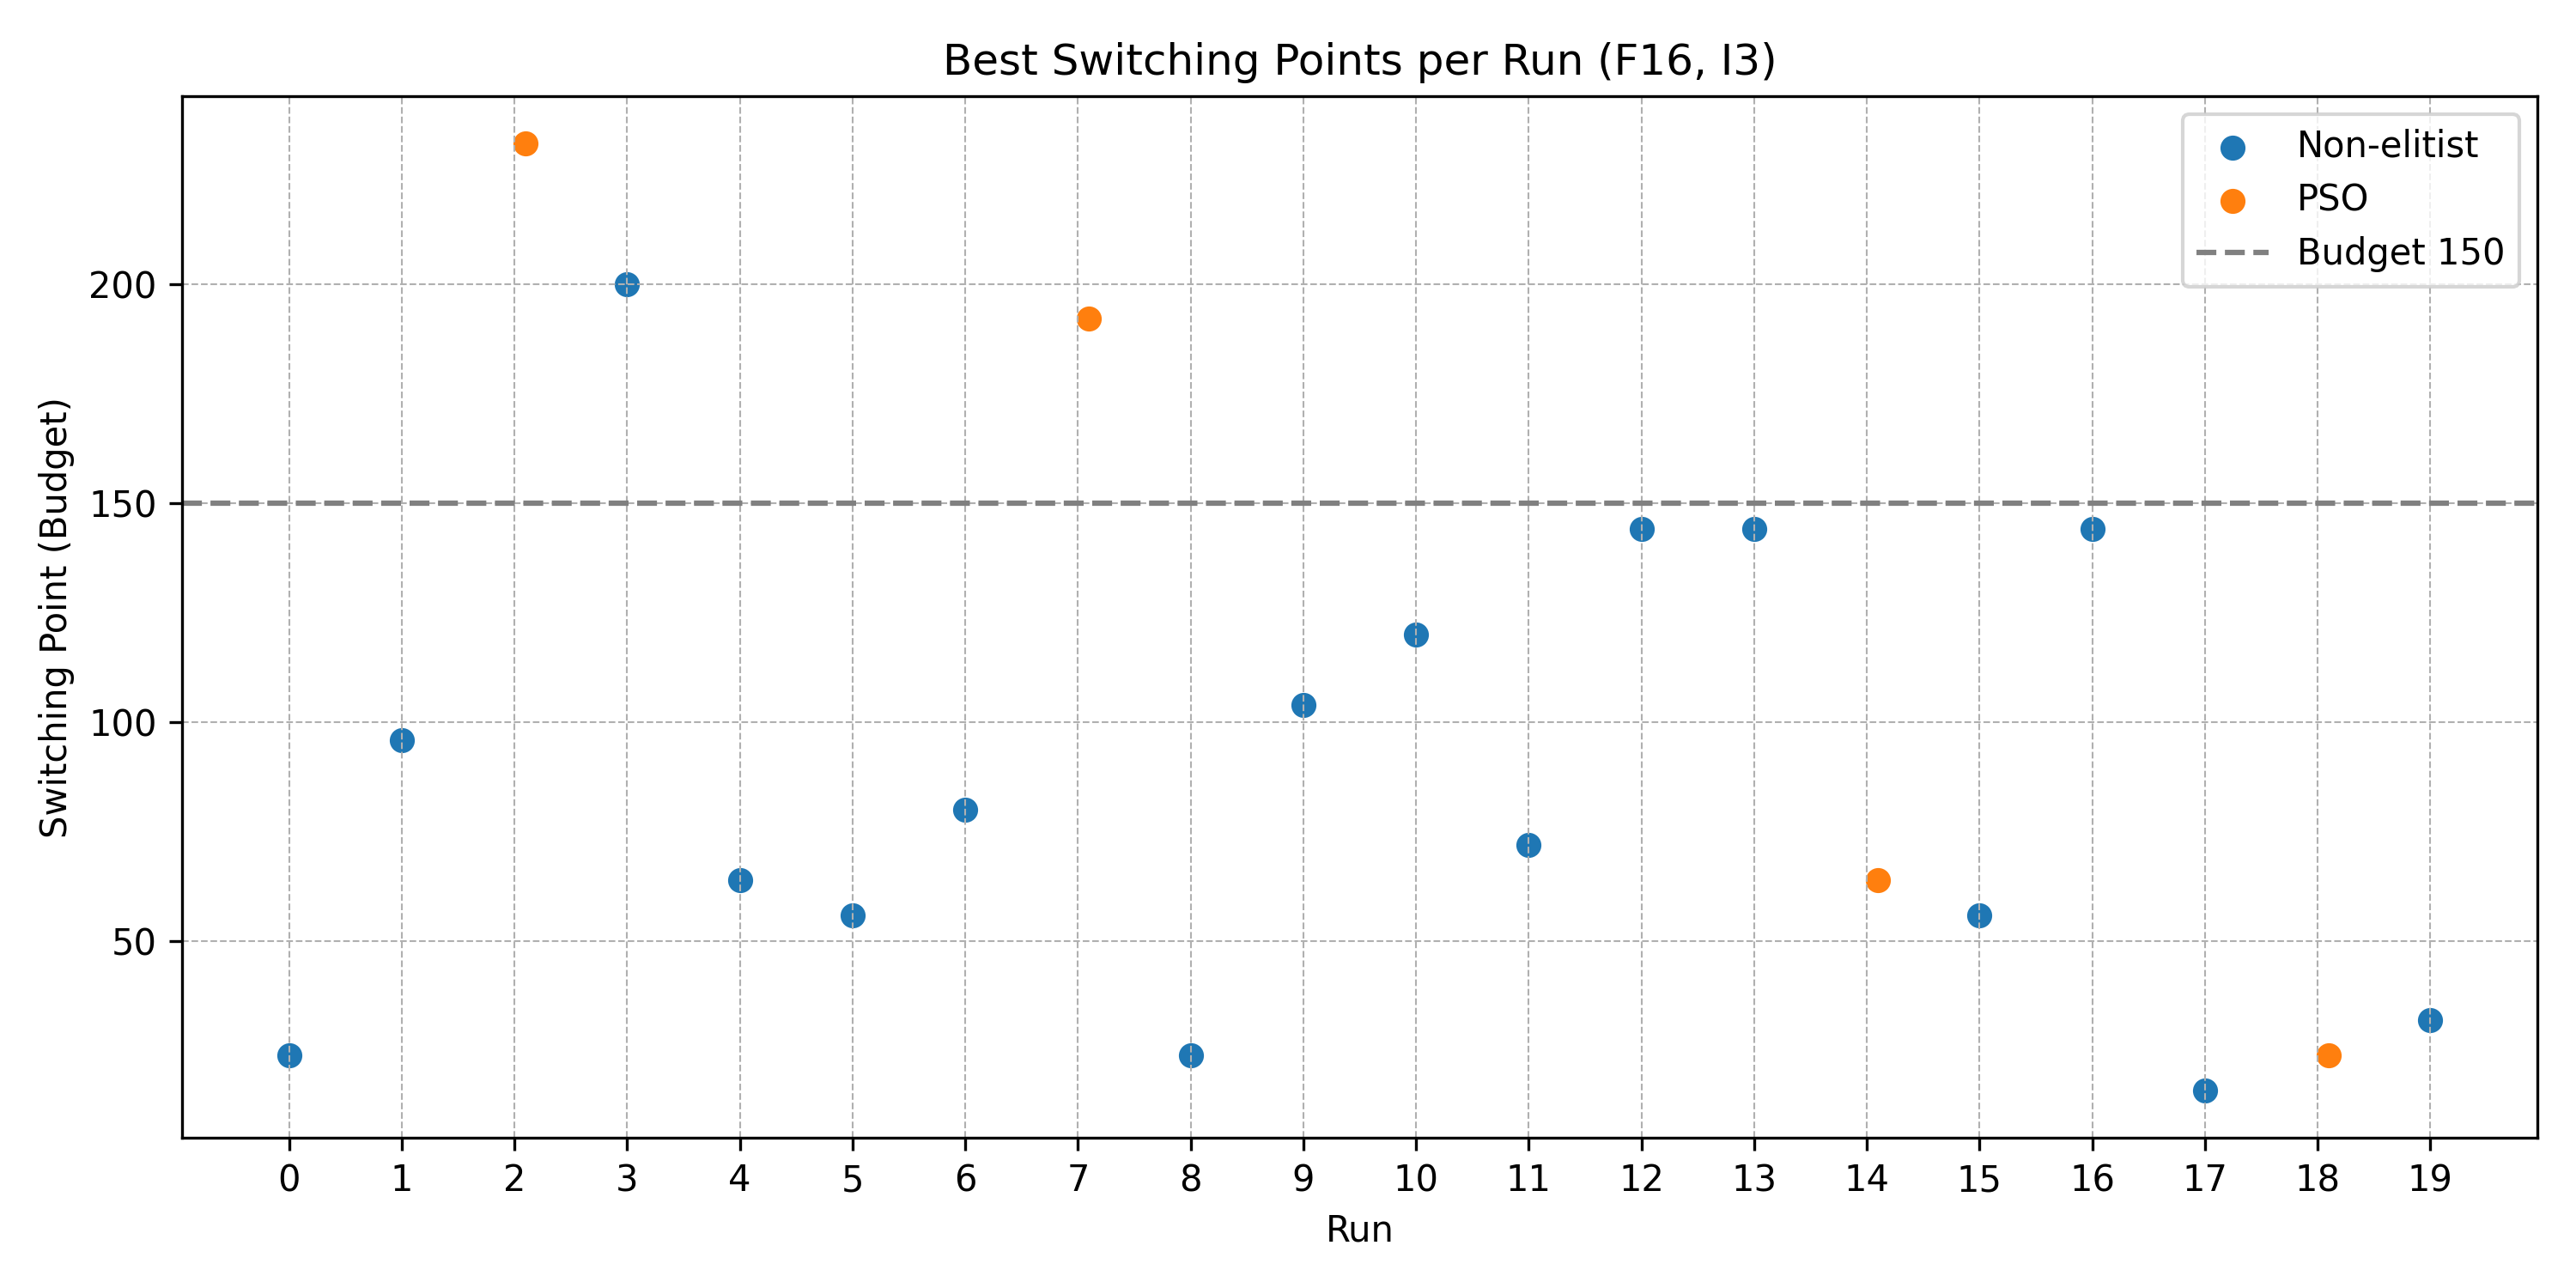 Best Switching Points per Run (F16, I3)
Non-elitist
PSO
Budget 150
Switching Point (Budget)
200
150
100
50
0 1 2 3 4 5 6 7 8 9 10 11 12 13 14 15 16 17 18 19
Run